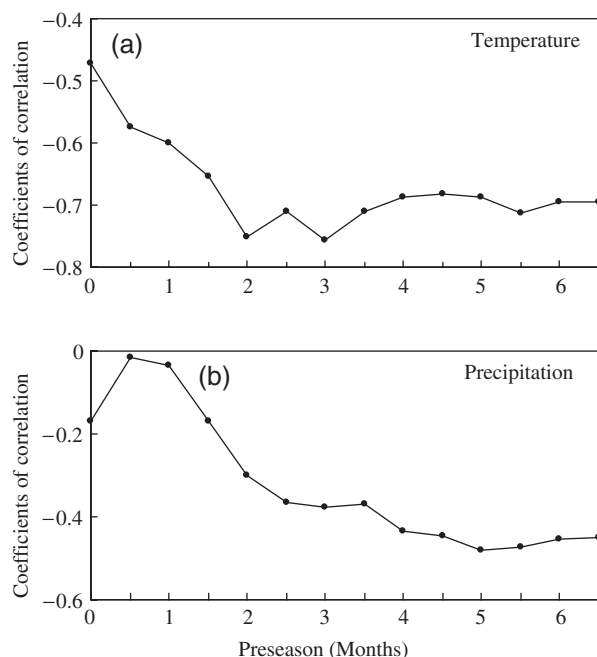 −0.4
(a)
Temperature
−0.5
−0.6
−0.7
−0.8
Coefficients of correlation
0 1 2 3 4 5 6
0
(b)
Precipitation
−0.2
−0.4
−0.6
Coefficients of correlation
0 1 2 3 4 5 6
Preseason (Months)